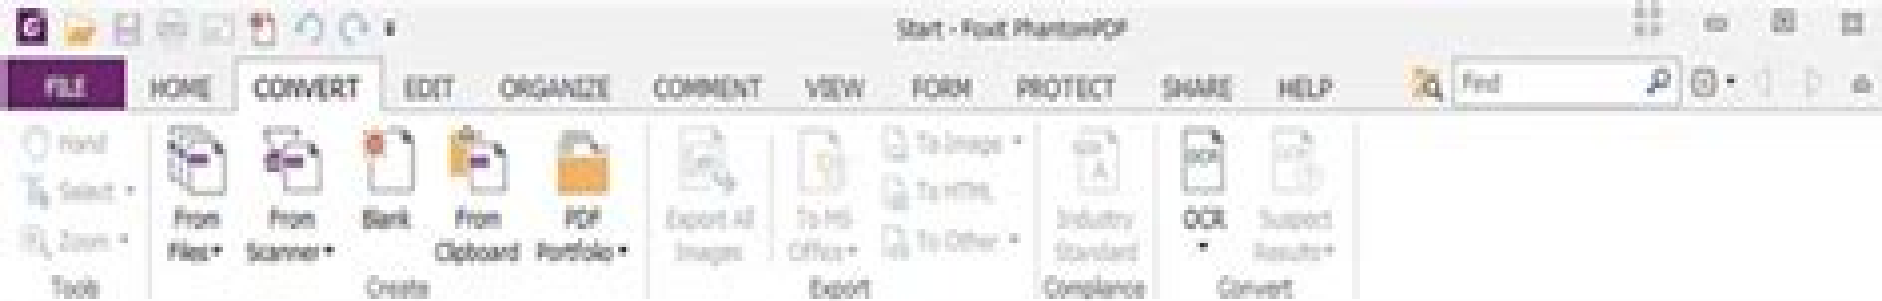 Start - Foxit PhantomPDF
FILE HOME CONVERT EDIT ORGANIZE COMMENT VIEW FORM PROTECT SHARE HELP Find
Hand
Select
Zoom
Tools
From Files
From Scanner
Blank
From Clipboard
PDF Portfolio
Create
Export All Images
To MS Office
To Image
To HTML
To Other
Export
Industry Standard
Compliance
OCR
OCR
Suspect Results
Convert